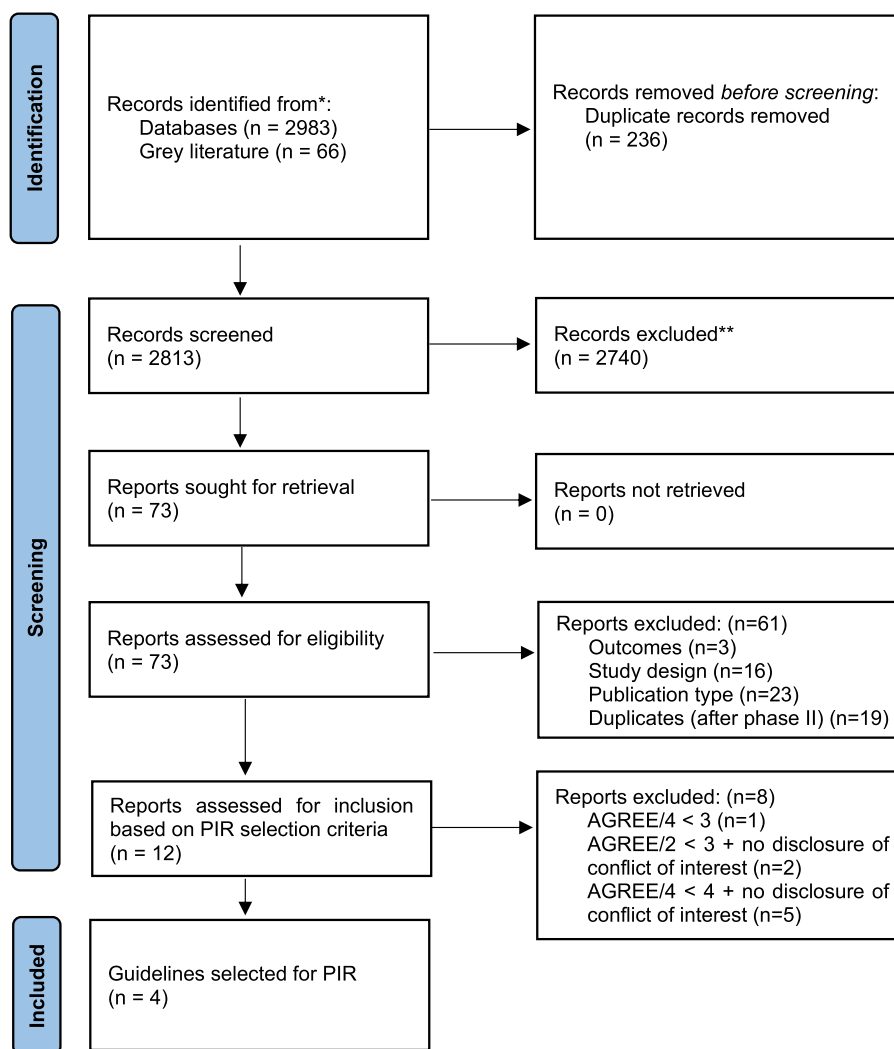 Identification
Records identified from*:
Databases (n = 2983)
Grey literature (n = 66)
Records removed before screening:
Duplicate records removed
(n = 236)
Screening
Records screened
(n = 2813)
Records excluded**
(n = 2740)
Reports sought for retrieval
(n = 73)
Reports not retrieved
(n = 0)
Reports assessed for eligibility
(n = 73)
Reports excluded: (n=61)
Outcomes (n=3)
Study design (n=16)
Publication type (n=23)
Duplicates (after phase II) (n=19)
Reports assessed for inclusion
based on PIR selection criteria
(n = 12)
Reports excluded: (n=8)
AGREE/4 < 3 (n=1)
AGREE/2 < 3 + no disclosure of
conflict of interest (n=2)
AGREE/4 < 4 + no disclosure of
conflict of interest (n=5)
Included
Guidelines selected for PIR
(n = 4)